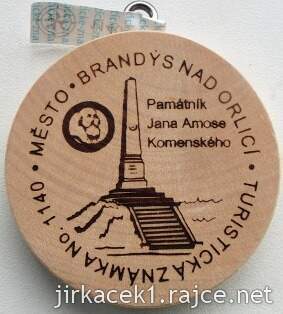 MĚSTO • BRANDÝS NAD ORLICÍ • TURISTICKÁ ZNÁMKA No. 1140 •
Památník
Jana Amose
Komenského
jirkacek1.rajce.net